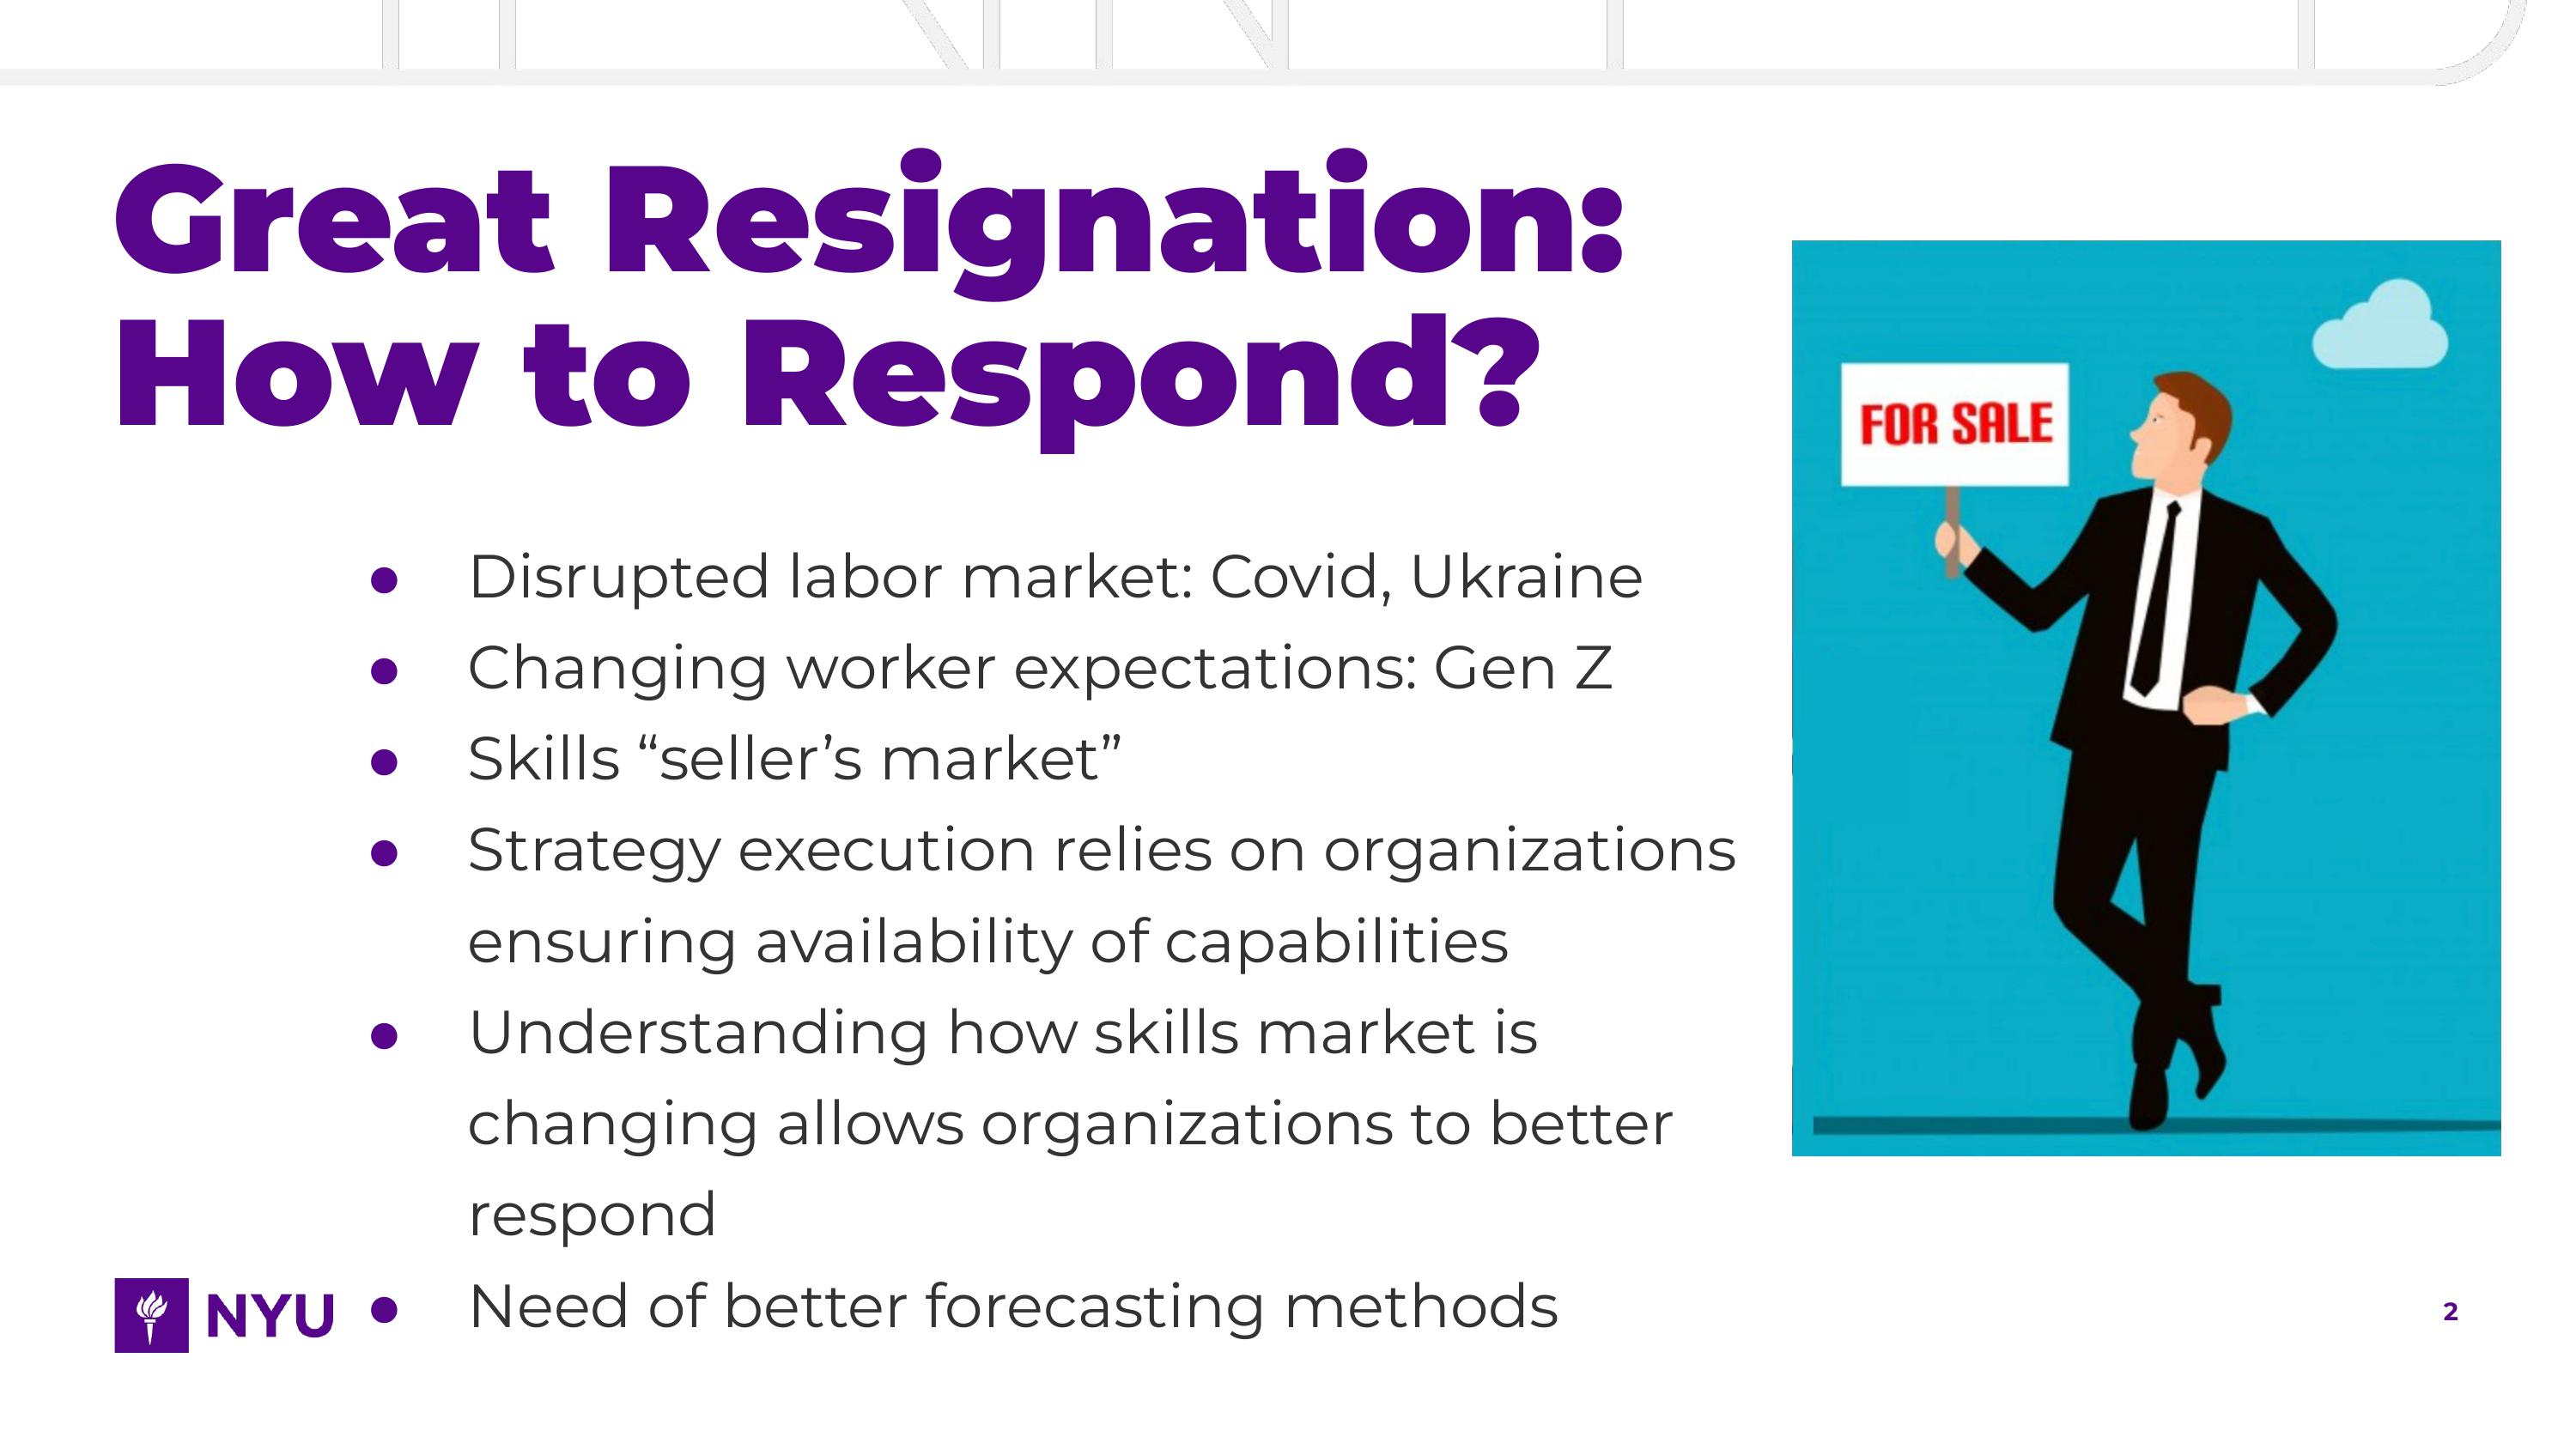 Great Resignation:
How to Respond?
FOR SALE
● Disrupted labor market: Covid, Ukraine
● Changing worker expectations: Gen Z
● Skills “seller’s market”
● Strategy execution relies on organizations
ensuring availability of capabilities
● Understanding how skills market is
changing allows organizations to better
respond
● Need of better forecasting methods
NYU
2